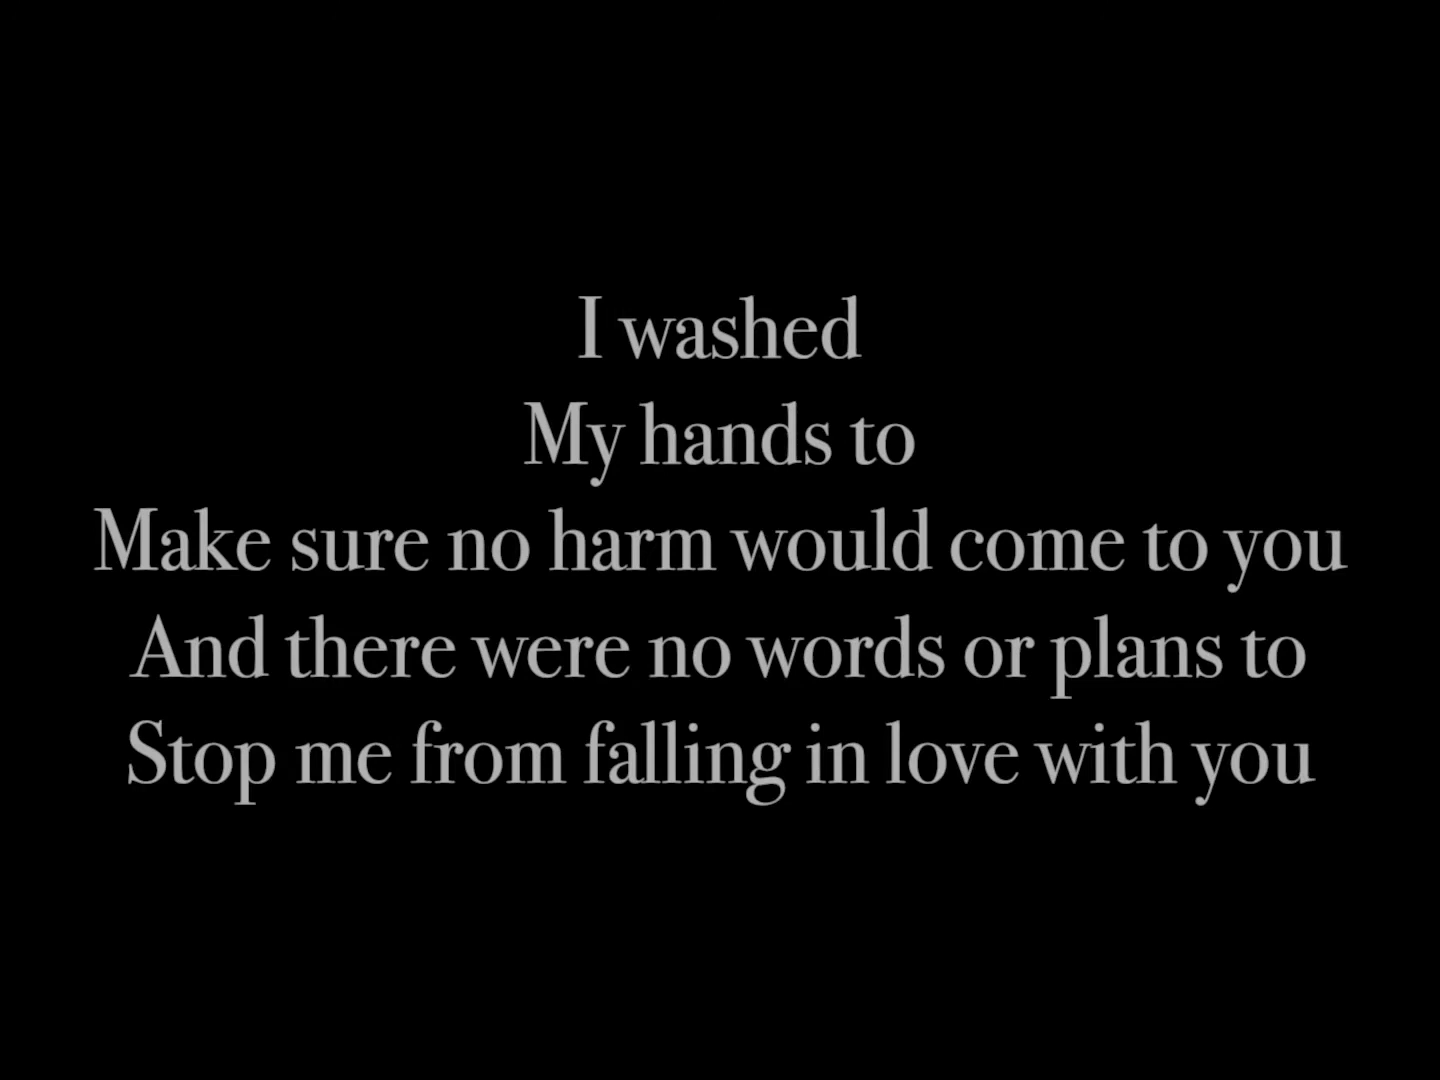 I washed
My hands to
Make sure no harm would come to you
And there were no words or plans to
Stop me from falling in love with you